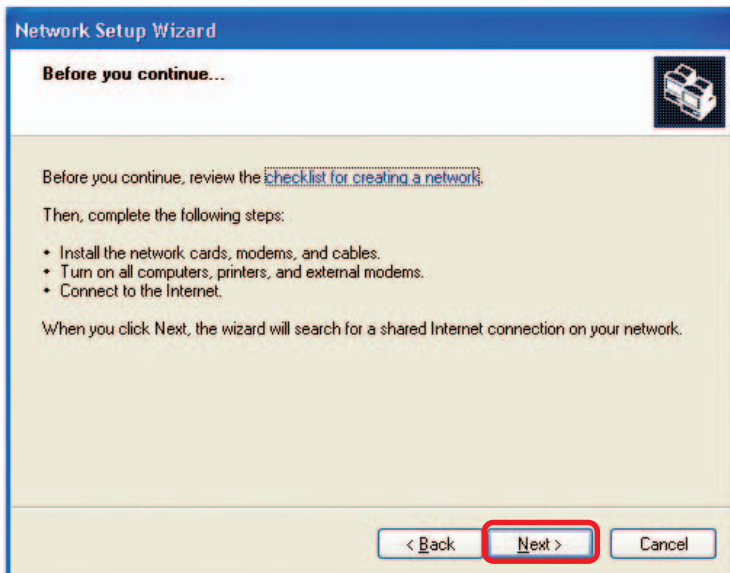 Network Setup Wizard
Before you continue...
Before you continue, review the checklist for creating a network.
Then, complete the following steps:
• Install the network cards, modems, and cables.
• Turn on all computers, printers, and external modems.
• Connect to the Internet.
When you click Next, the wizard will search for a shared Internet connection on your network.
< Back Next > Cancel